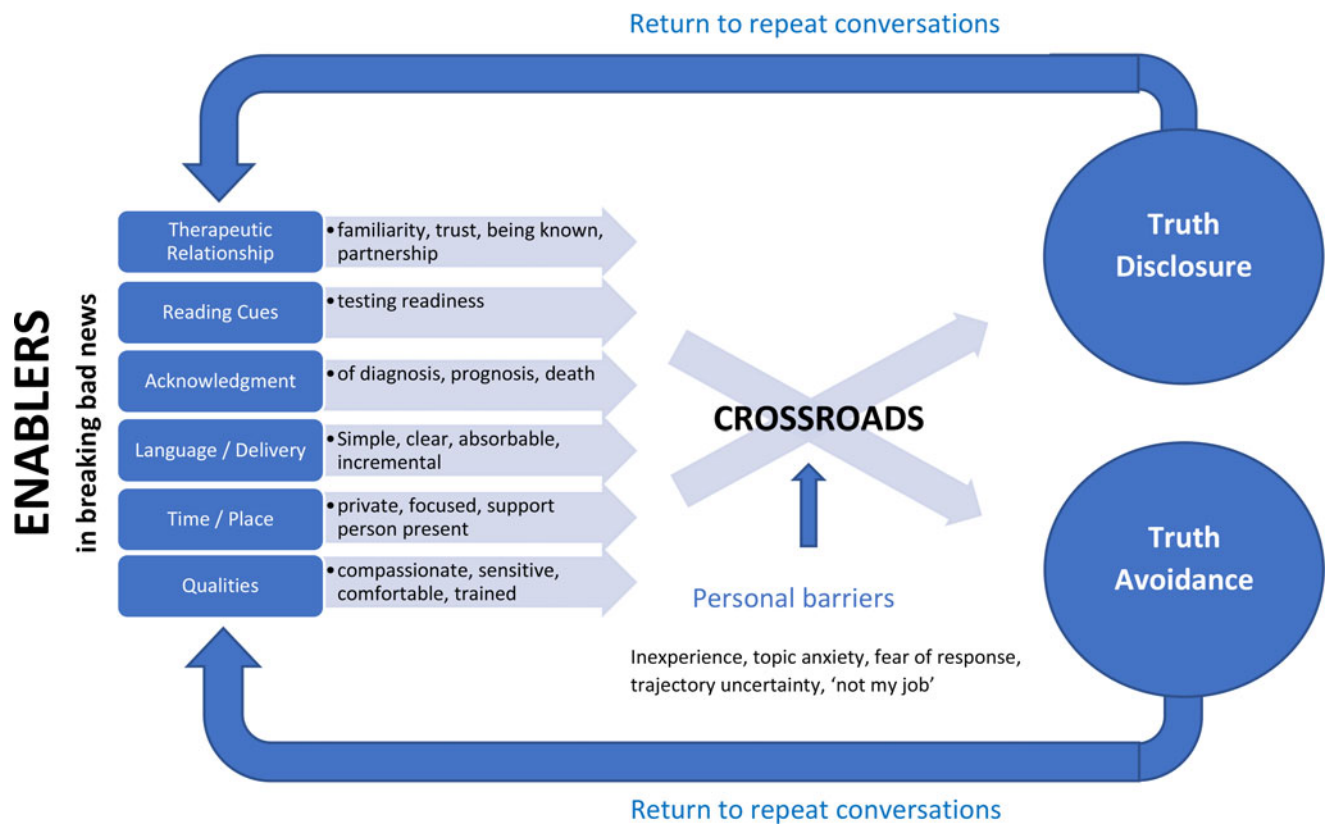 Return to repeat conversations
ENABLERS
in breaking bad news
Therapeutic
Relationship
• familiarity, trust, being known,
partnership
Reading Cues
• testing readiness
Acknowledgment
• of diagnosis, prognosis, death
Language / Delivery
• Simple, clear, absorbable,
incremental
Time / Place
• private, focused, support
person present
Qualities
• compassionate, sensitive,
comfortable, trained
CROSSROADS
Personal barriers
Inexperience, topic anxiety, fear of response,
trajectory uncertainty, ‘not my job’
Truth
Disclosure
Truth
Avoidance
Return to repeat conversations